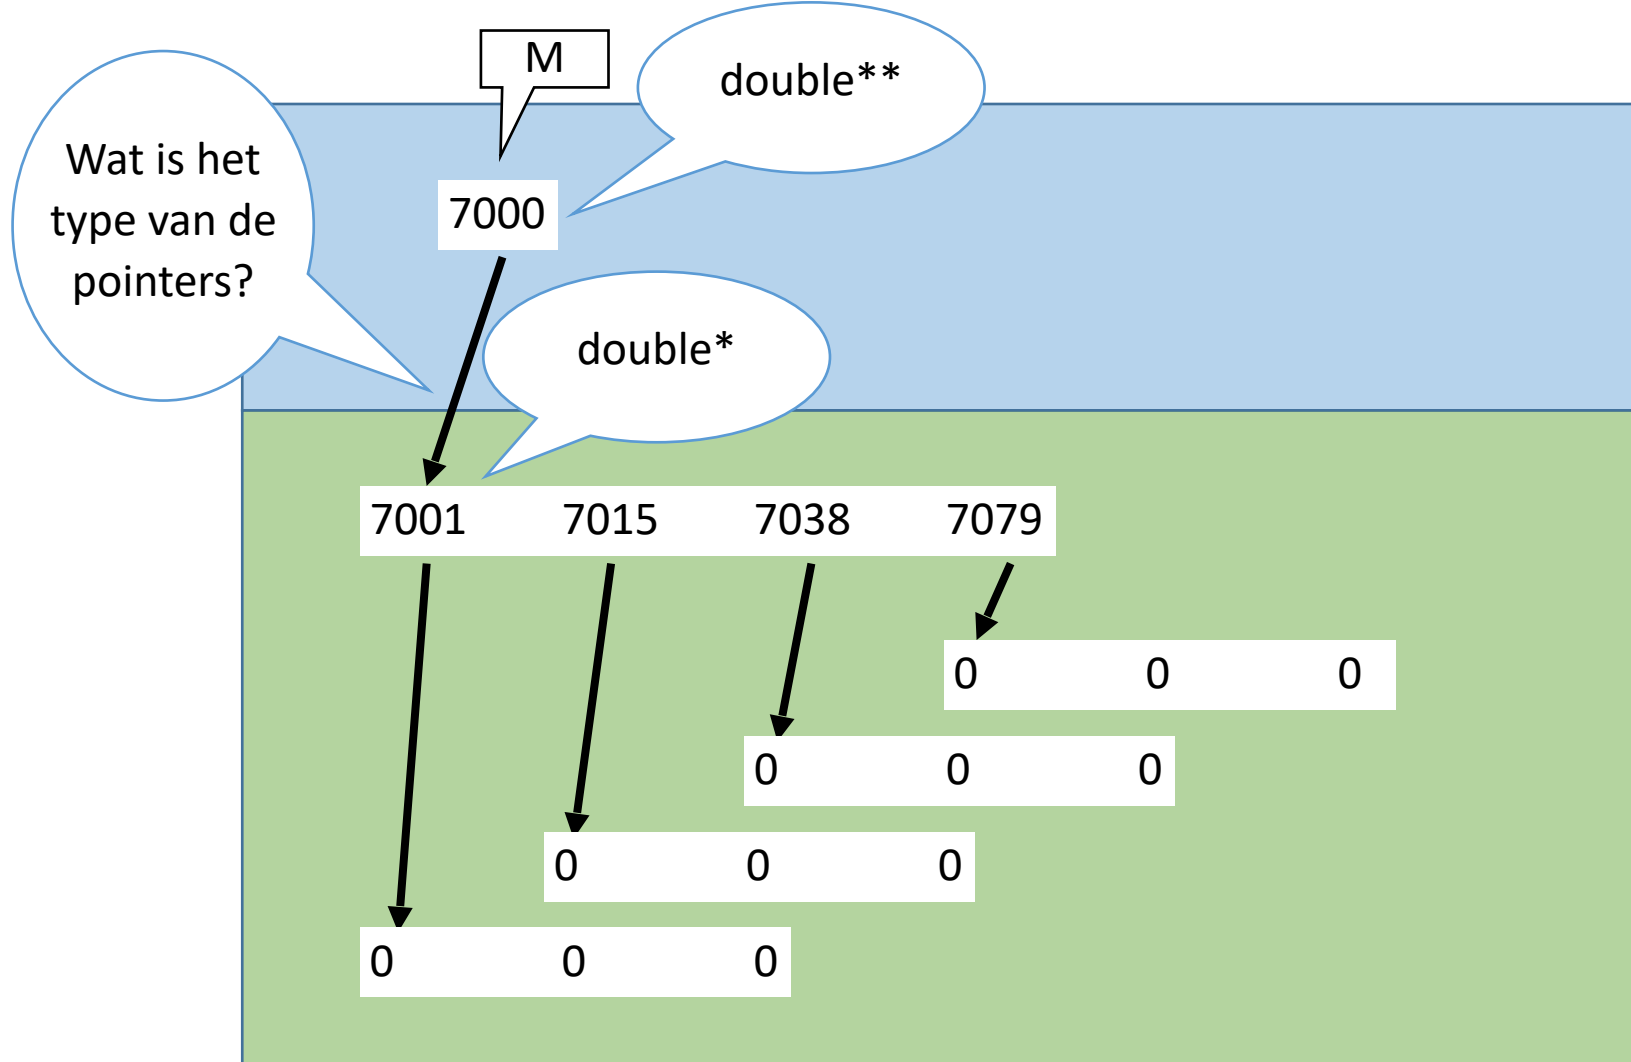 M
double**
Wat is het
type van de
pointers?
7000
double*
7001 7015 7038 7079
0 0 0
0 0 0
0 0 0
0 0 0